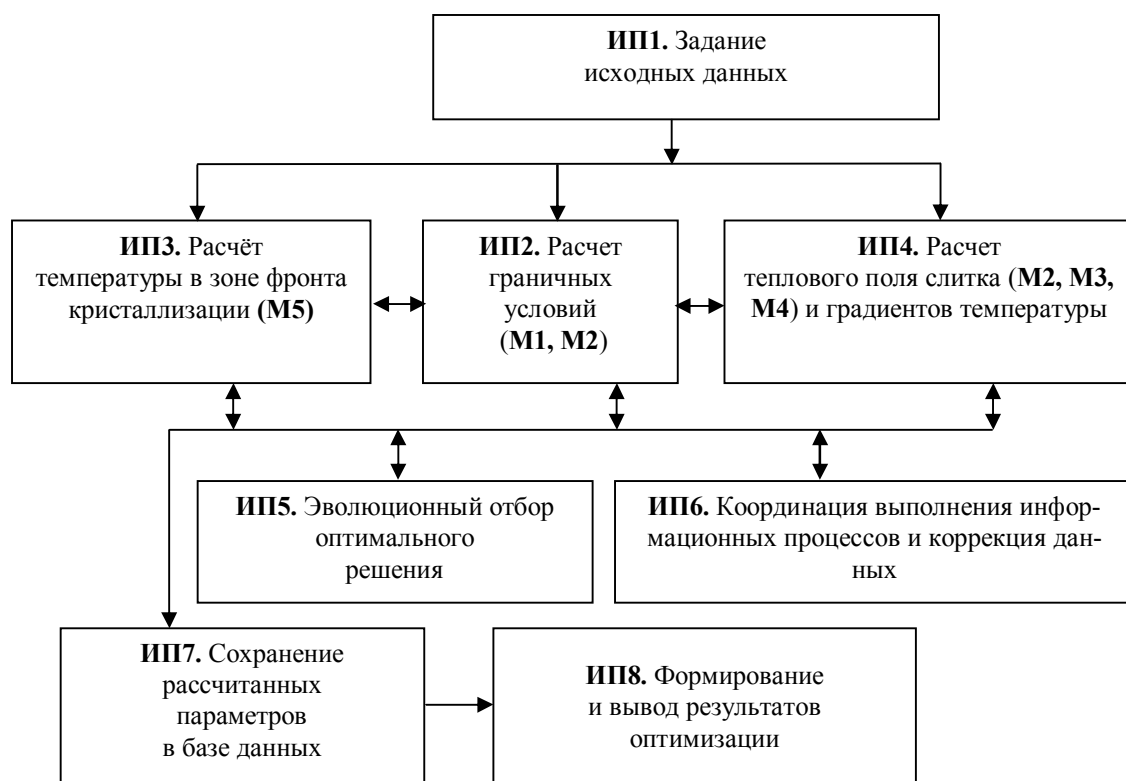 ИП1. Задание
исходных данных
ИП3. Расчёт
температуры в зоне фронта
кристаллизации (М5)
ИП2. Расчет
граничных
условий
(М1, М2)
ИП4. Расчет
теплового поля слитка (М2, М3,
М4) и градиентов температуры
ИП5. Эволюционный отбор
оптимального
решения
ИП6. Координация выполнения инфор-
мационных процессов и коррекция дан-
ных
ИП7. Сохранение
рассчитанных
параметров
в базе данных
ИП8. Формирование
и вывод результатов
оптимизации